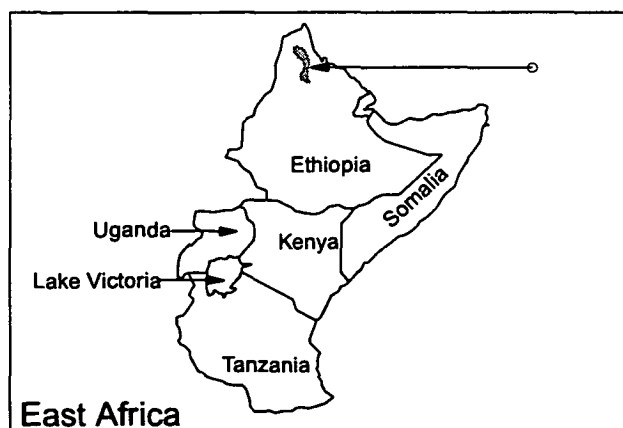 Ethiopia
Somalia
Uganda
Kenya
Lake Victoria
Tanzania
East Africa